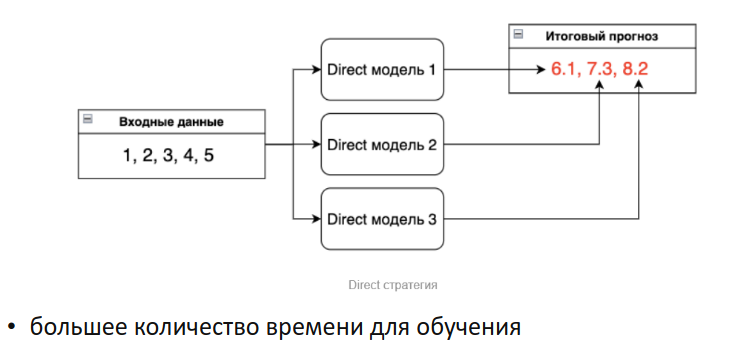 Итоговый прогноз
6.1, 7.3, 8.2
Direct модель 1
Входные данные
1, 2, 3, 4, 5
Direct модель 2
Direct модель 3
Direct стратегия
• большее количество времени для обучения